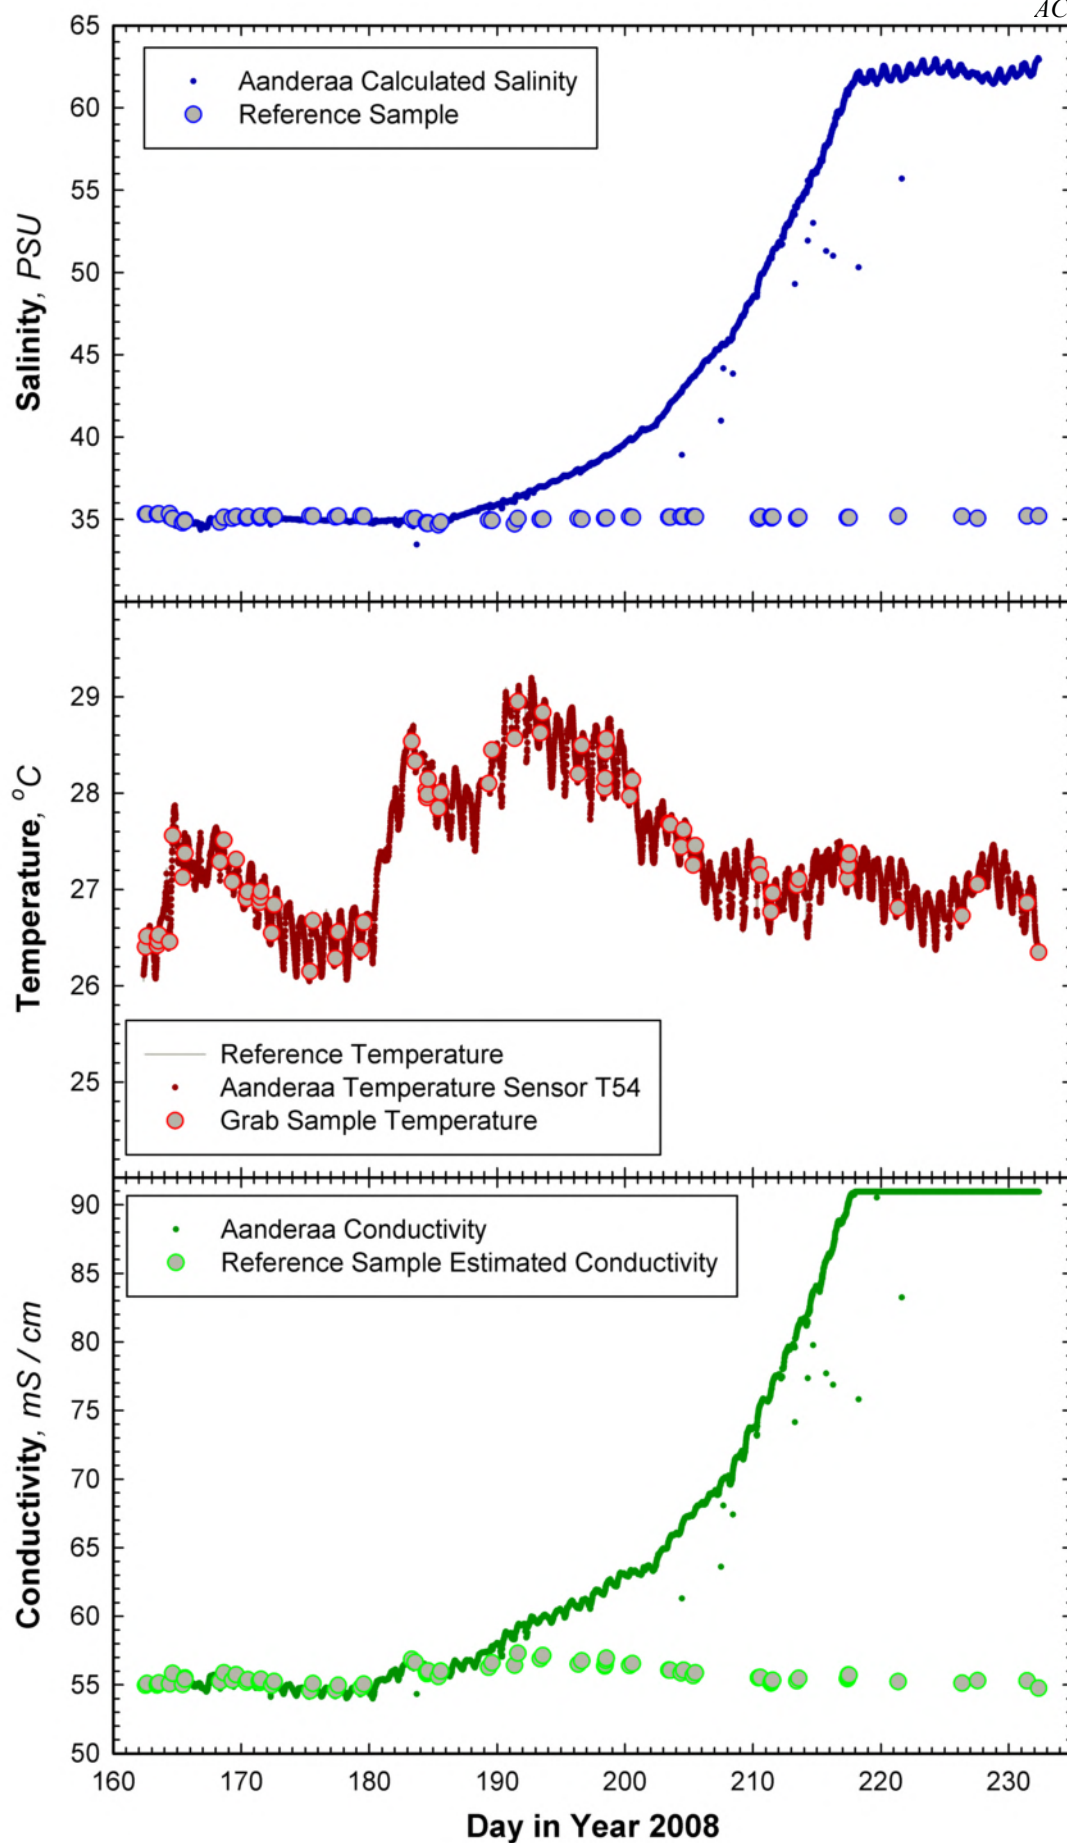 AC
65
Aanderaa Calculated Salinity
Reference Sample
60
55
50
45
40
35
Salinity, PSU
29
28
27
26
25
Temperature, °C
Reference Temperature
Aanderaa Temperature Sensor T54
Grab Sample Temperature
90
Aanderaa Conductivity
Reference Sample Estimated Conductivity
85
80
75
70
65
60
55
50
Conductivity, mS / cm
160 170 180 190 200 210 220 230
Day in Year 2008